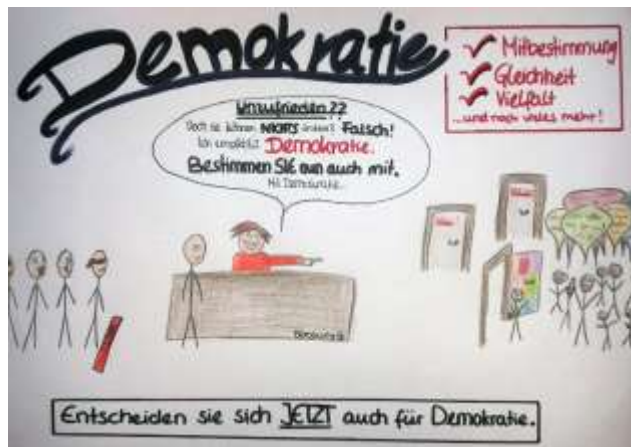 Demokratie
Mitbestimmung
Gleichheit
Vielfalt
...und noch vieles mehr!
Unzufrieden??
Doch sie können NICHTS ändern? Falsch!
Ich empfehle: Demokratie.
Bestimmen SIE nun auch mit.
Mit Demokratie.
Entscheiden sie sich JETZT auch für Demokratie.